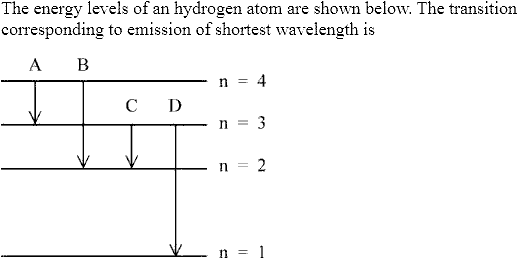 The energy levels of an hydrogen atom are shown below. The transition
corresponding to emission of shortest wavelength is
A B
n = 4
C D
n = 3
n = 2
n = 1